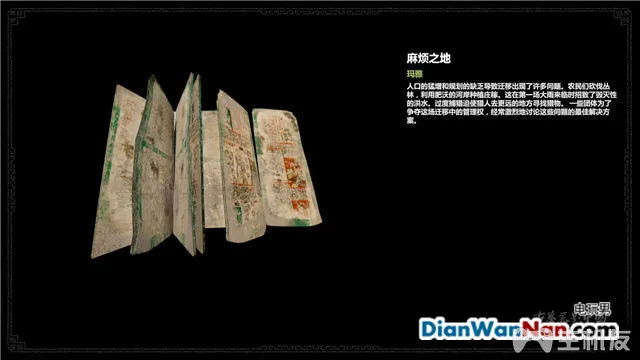 麻烦之地
玛雅
人口的猛增和规划的缺乏导致迁移出现了许多问题。农民们砍伐丛
林，利用肥沃的河岸种植庄稼。这在第一场大雨来临时招致了毁灭性
的洪水。过度捕猎迫使猎人去更远的地方寻找猎物。一些团体为了
争夺这场迁移中的管理权，经常激烈地讨论这些问题的最佳解决方
案。
电玩男
DianWanNan.com